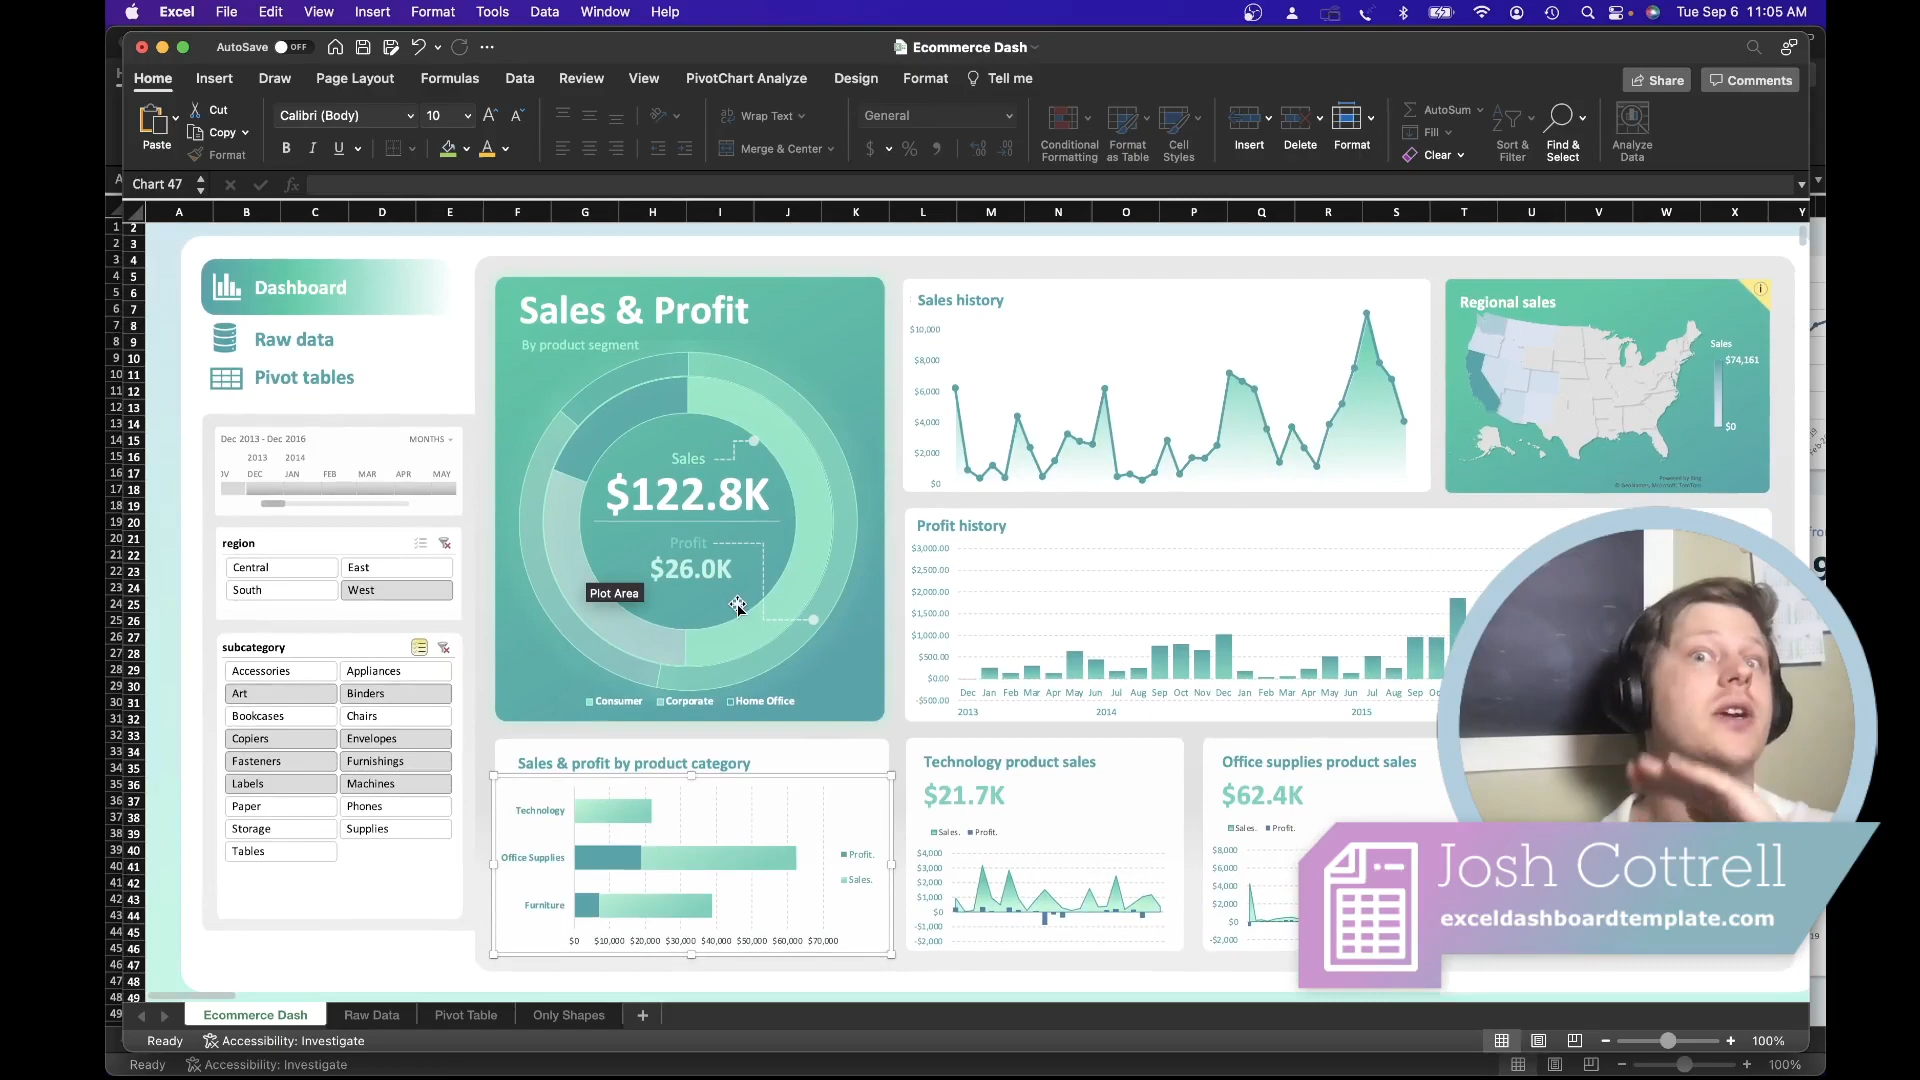 Excel File Edit View Insert Format Tools Data Window Help
Tue Sep 6 11:05 AM
AutoSave OFF
Ecommerce Dash
Home Insert Draw Page Layout Formulas Data Review View PivotChart Analyze Design Format Tell me
Share Comments
Paste
Cut
Copy
Format
Calibri (Body) 10
B I U
Wrap Text
Merge & Center
General
Conditional Formatting
Format as Table
Cell Styles
Insert
Delete
Format
AutoSum
Fill
Clear
Sort & Filter
Find & Select
Analyze Data
Chart 47
fx
A B C D E F G H I J K L M N O P Q R S T U V W X Y
Dashboard
Raw data
Pivot tables
Dec 2013 - Dec 2016 MONTHS
2013 2014
DEC JAN FEB MAR APR MAY
region
Central East
South West
subcategory
Accessories Appliances
Art Binders
Bookcases Chairs
Copiers Envelopes
Fasteners Furnishings
Labels Machines
Paper Phones
Storage Supplies
Tables
Sales & Profit
By product segment
Sales
$122.8K
Profit
$26.0K
Plot Area
Consumer Corporate Home Office
Sales history
$10,000
$8,000
$6,000
$4,000
$2,000
$0
Regional sales
Sales
$74,161
$0
Powered by Bing
© GeoNames, Microsoft, TomTom
Profit history
$3,000.00
$2,500.00
$2,000.00
$1,500.00
$1,000.00
$500.00
$0.00
-$500.00
Dec Jan Feb Mar Apr May Jun Jul Aug Sep Oct Nov Dec Jan Feb Mar Apr May Jun Jul Aug Sep
2013 2014 2015
Sales & profit by product category
Technology
Office Supplies
Furniture
Profit.
Sales.
$0 $10,000 $20,000 $30,000 $40,000 $50,000 $60,000 $70,000
Technology product sales
$21.7K
Sales. Profit.
$4,000
$3,000
$2,000
$1,000
$0
-$1,000
-$2,000
Office supplies product sales
$62.4K
Sales. Profit.
$8,000
$6,000
$4,000
$2,000
$0
-$2,000
Josh Cottrell
exceldashboardtemplate.com
Ecommerce Dash Raw Data Pivot Table Only Shapes
Ready Accessibility: Investigate 100%
Ready Accessibility: Investigate 100%